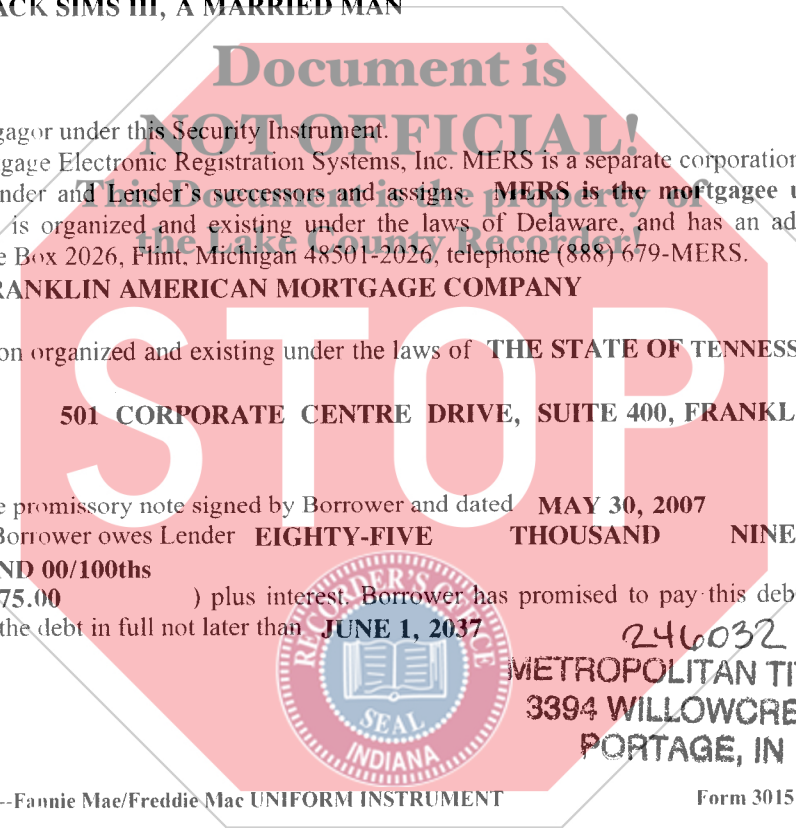 ACK SIMS III, A MARRIED MAN
Document is
NOT OFFICIAL!
This Document is the property of
the Lake County Recorder!
gagor under this Security Instrument.
gage Electronic Registration Systems, Inc. MERS is a separate corporation
nder and Lender's successors and assigns. MERS is the mortgagee u
is organized and existing under the laws of Delaware, and has an ad
e Box 2026, Flint, Michigan 48501-2026, telephone (888) 679-MERS.
RANKLIN AMERICAN MORTGAGE COMPANY
on organized and existing under the laws of THE STATE OF TENNESS
501 CORPORATE CENTRE DRIVE, SUITE 400, FRANKL
STOP
e promissory note signed by Borrower and dated MAY 30, 2007
Borrower owes Lender EIGHTY-FIVE THOUSAND NINE
ND 00/100ths
75.00 ) plus interest. Borrower has promised to pay this deb
the debt in full not later than JUNE 1, 2037
RECORDER'S OFFICE
SEAL
INDIANA
246032
METROPOLITAN TI
3394 WILLOWCRE
PORTAGE, IN
--Fannie Mae/Freddie Mac UNIFORM INSTRUMENT Form 3015